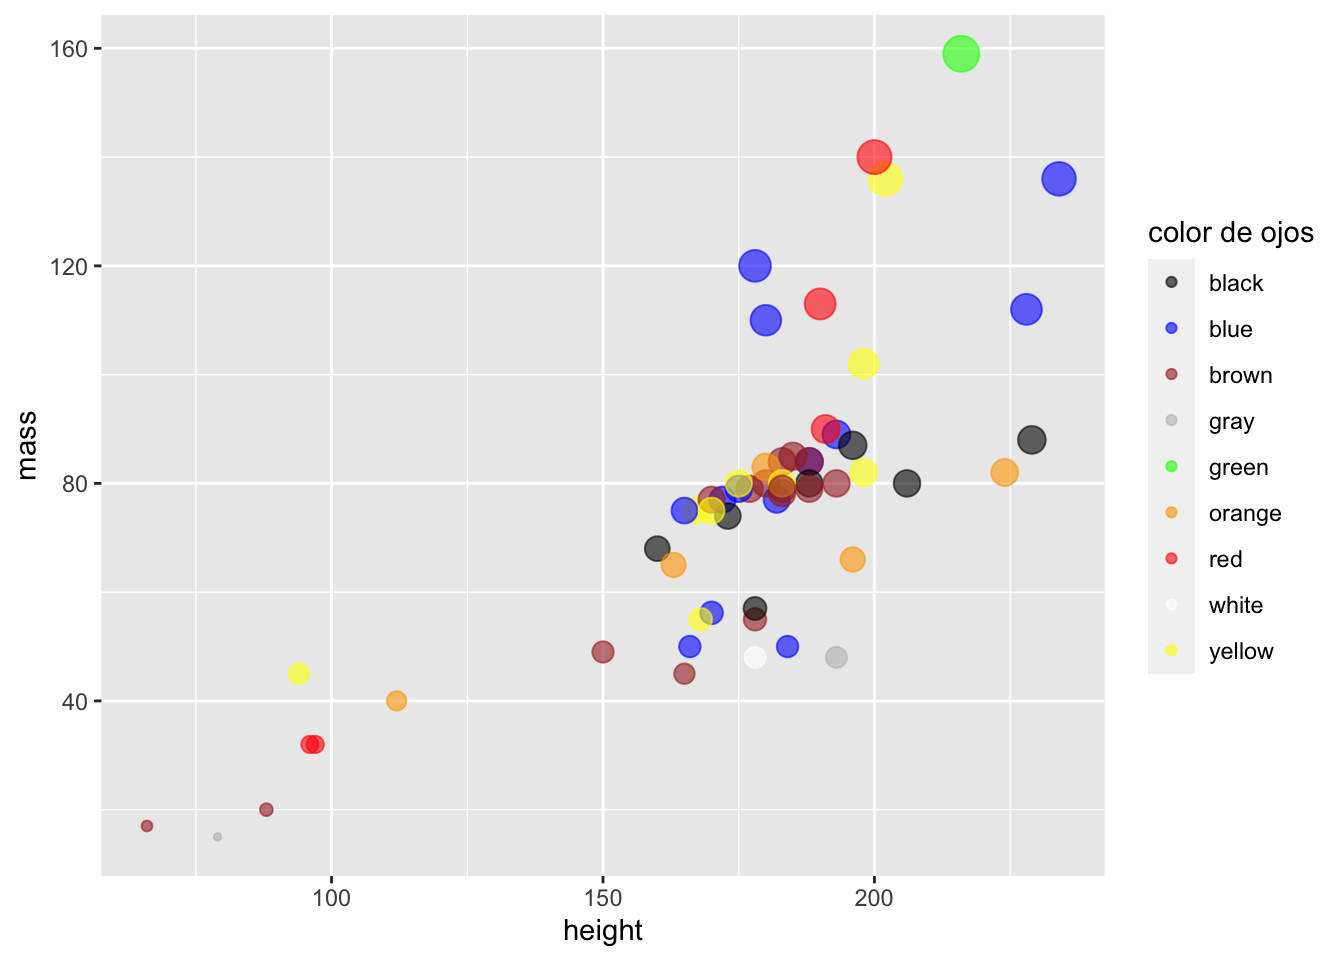 160
120
80
40
mass
100
150
200
height
color de ojos
black
blue
brown
gray
green
orange
red
white
yellow